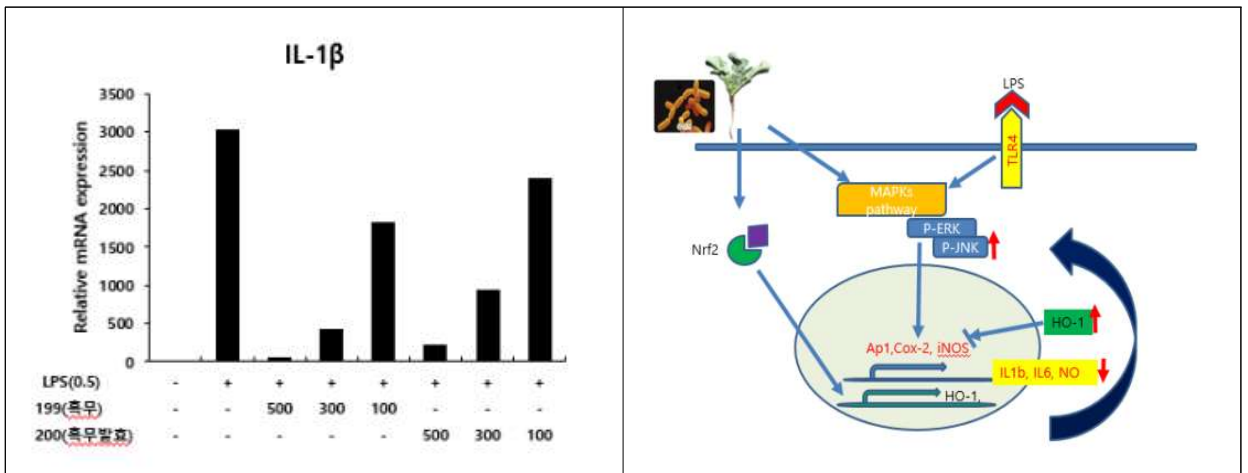 IL-1β
Relative mRNA expression
3500
3000
2500
2000
1500
1000
500
0
LPS(0.5) - + + + + + + +
199(흑무) - - 500 300 100 - - -
200(흑무발효) - - - - - 500 300 100
LPS
TLR4
MAPKs
pathway
P-ERK
P-JNK
Nrf2
HO-1
Ap1,Cox-2, iNOS
IL1b, IL6, NO
HO-1,